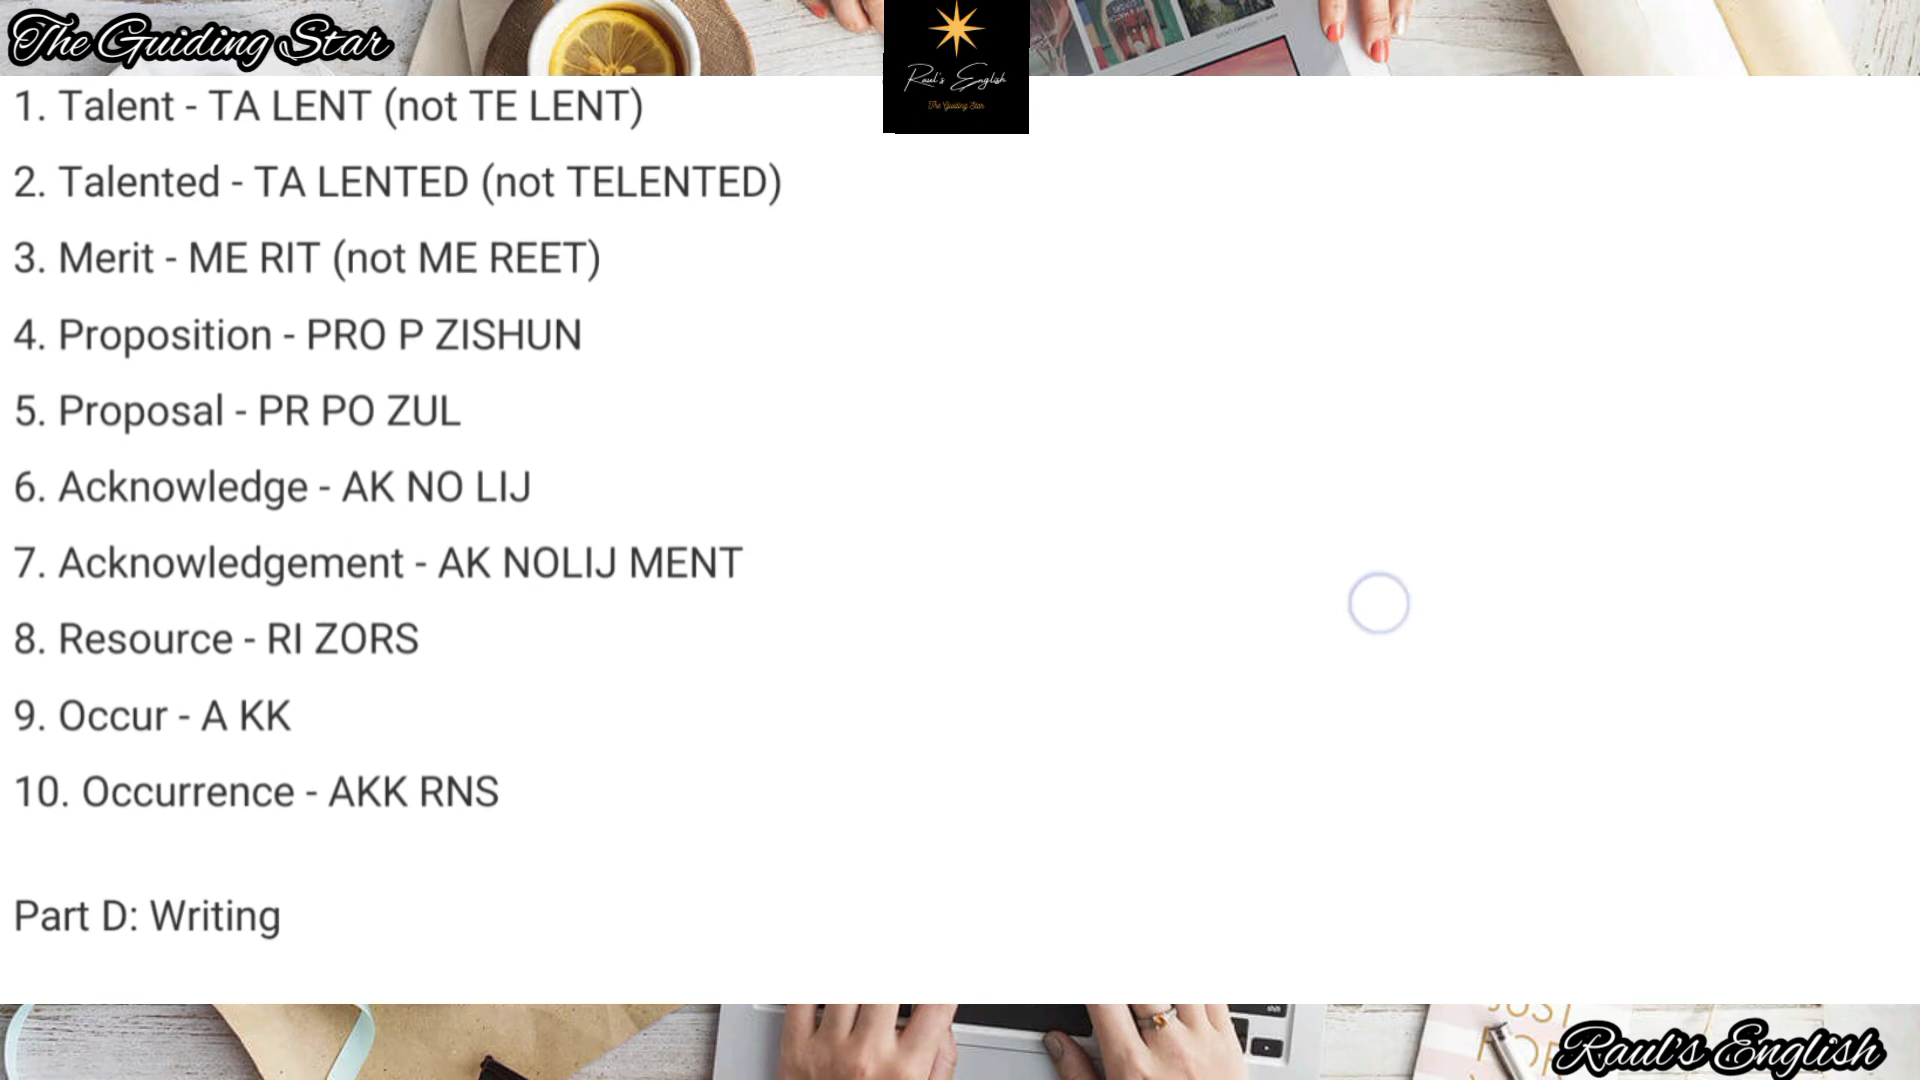 The Guiding Star
Raul's English
The Guiding Star
1. Talent - TA LENT (not TE LENT)
2. Talented - TA LENTED (not TELENTED)
3. Merit - ME RIT (not ME REET)
4. Proposition - PRO P ZISHUN
5. Proposal - PR PO ZUL
6. Acknowledge - AK NO LIJ
7. Acknowledgement - AK NOLIJ MENT
8. Resource - RI ZORS
9. Occur - A KK
10. Occurrence - AKK RNS
Part D: Writing
shift
JUST
FOR
Raul's English